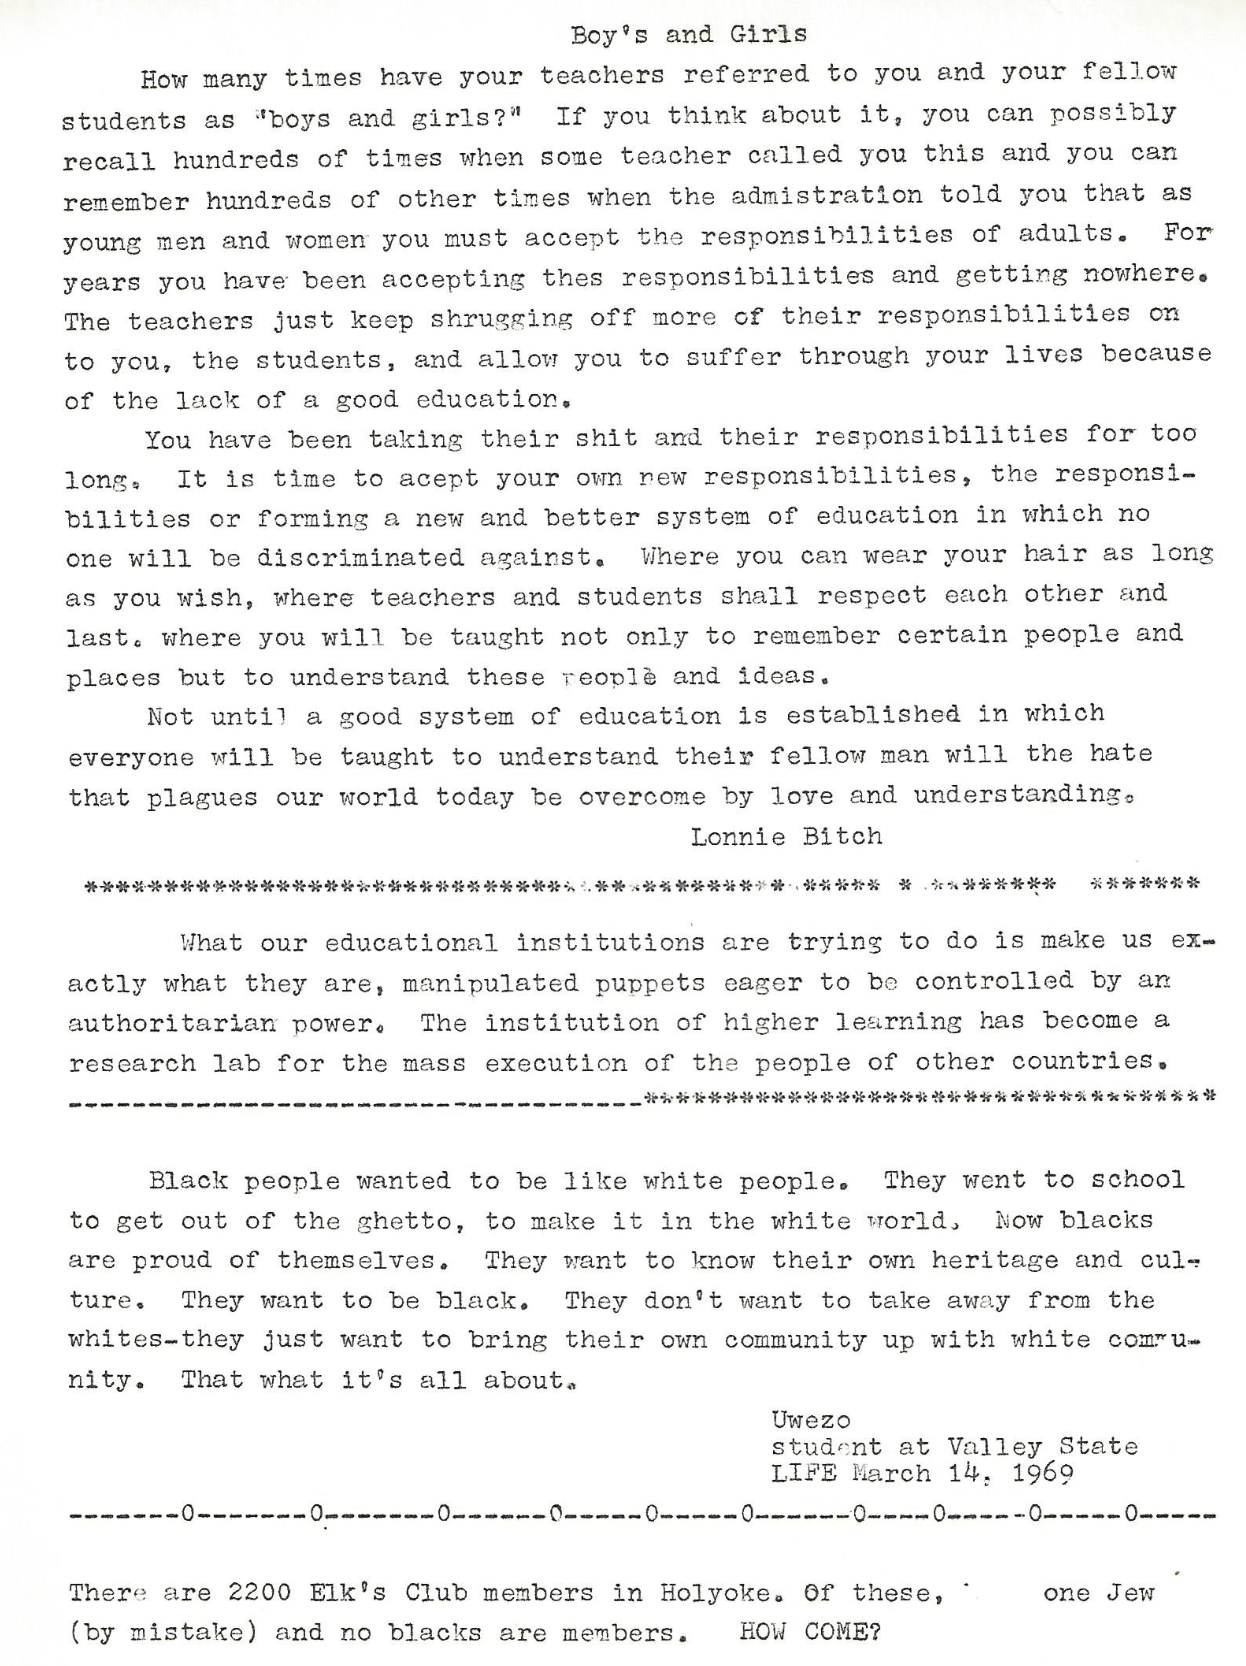 Boy's and Girls
How many times have your teachers referred to you and your fellow
students as "boys and girls?" If you think about it, you can possibly
recall hundreds of times when some teacher called you this and you can
remember hundreds of other times when the admistration told you that as
young men and women you must accept the responsibilities of adults. For
years you have been accepting thes responsibilities and getting nowhere.
The teachers just keep shrugging off more of their responsibilities on
to you, the students, and allow you to suffer through your lives because
of the lack of a good education.
You have been taking their shit and their responsibilities for too
long. It is time to acept your own new responsibilities, the responsi-
bilities or forming a new and better system of education in which no
one will be discriminated against. Where you can wear your hair as long
as you wish, where teachers and students shall respect each other and
last. where you will be taught not only to remember certain people and
places but to understand these people and ideas.
Not until a good system of education is established in which
everyone will be taught to understand their fellow man will the hate
that plagues our world today be overcome by love and understanding.
Lonnie Bitch
What our educational institutions are trying to do is make us ex-
actly what they are, manipulated puppets eager to be controlled by an
authoritarian power. The institution of higher learning has become a
research lab for the mass execution of the people of other countries.
Black people wanted to be like white people. They went to school
to get out of the ghetto, to make it in the white world. Now blacks
are proud of themselves. They want to know their own heritage and cul-
ture. They want to be black. They don't want to take away from the
whites-they just want to bring their own community up with white commu-
nity. That what it's all about.
Uwezo
student at Valley State
LIFE March 14, 1969
-------0-------0-------0------0-----0-----0------0----0-----0-----0-----
There are 2200 Elk's Club members in Holyoke. Of these, one Jew
(by mistake) and no blacks are members. HOW COME?